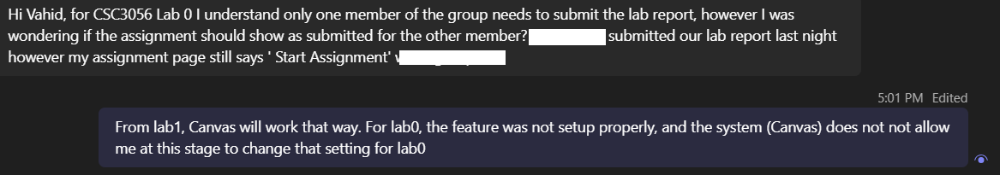 Hi Vahid, for CSC3056 Lab 0 I understand only one member of the group needs to submit the lab report, however I was
wondering if the assignment should show as submitted for the other member? submitted our lab report last night
however my assignment page still says ' Start Assignment'
5:01 PM Edited
From lab1, Canvas will work that way. For lab0, the feature was not setup properly, and the system (Canvas) does not not allow
me at this stage to change that setting for lab0